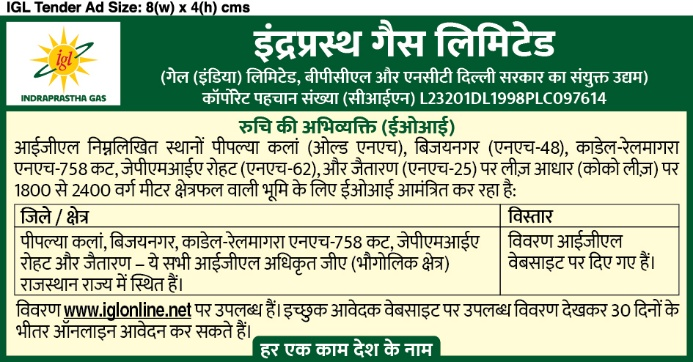 IGL Tender Ad Size: 8(w) x 4(h) cms
igl
INDRAPRASTHA GAS
इंद्रप्रस्थ गैस लिमिटेड
(गेल (इंडिया) लिमिटेड, बीपीसीएल और एनसीटी दिल्ली सरकार का संयुक्त उद्यम)
कॉर्पोरेट पहचान संख्या (सीआईएन) L23201DL1998PLC097614
रुचि की अभिव्यक्ति (ईओआई)
आईजीएल निम्नलिखित स्थानों पीपल्या कलां (ओल्ड एनएच), बिजयनगर (एनएच-48), काडेल-रेलमागरा
एनएच-758 कट, जेपीएमआईए रोहट (एनएच-62), और जैतारण (एनएच-25) पर लीज़ आधार (कोको लीज़) पर
1800 से 2400 वर्ग मीटर क्षेत्रफल वाली भूमि के लिए ईओआई आमंत्रित कर रहा है:
जिले / क्षेत्र
विस्तार
पीपल्या कलां, बिजयनगर, काडेल-रेलमागरा एनएच-758 कट, जेपीएमआईए
रोहट और जैतारण – ये सभी आईजीएल अधिकृत जीए (भौगोलिक क्षेत्र)
राजस्थान राज्य में स्थित हैं।
विवरण आईजीएल
वेबसाइट पर दिए गए हैं।
विवरण www.iglonline.net पर उपलब्ध हैं। इच्छुक आवेदक वेबसाइट पर उपलब्ध विवरण देखकर 30 दिनों के
भीतर ऑनलाइन आवेदन कर सकते हैं।
हर एक काम देश के नाम